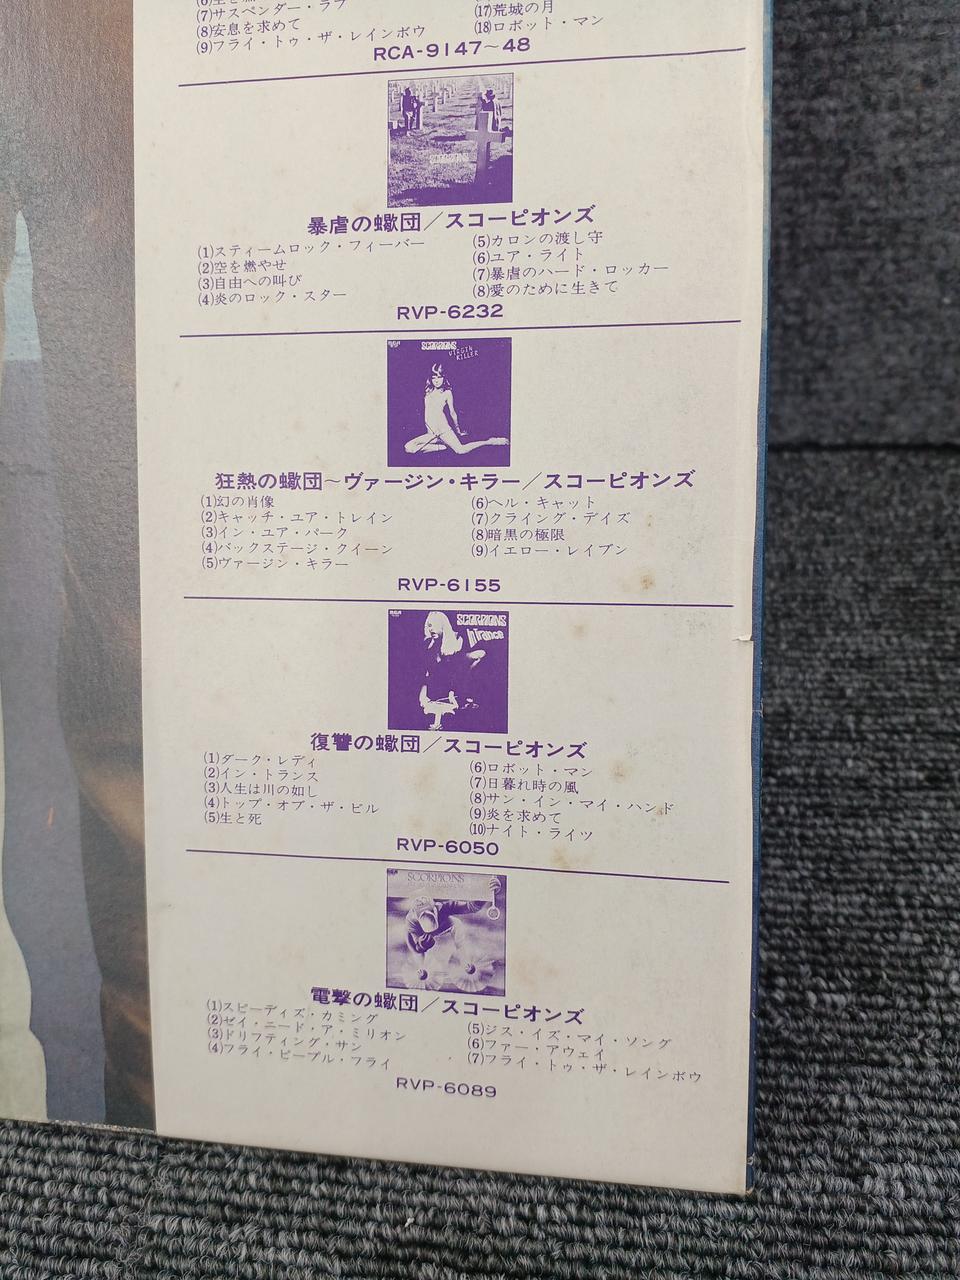 (7)サスペンダー・ラブ
(8)安息を求めて
(9)フライ・トゥ・ザ・レインボウ
(17)荒城の月
(18)ロボット・マン
RCA-9147~48
SCORPIONS
暴虐の蠍団/スコーピオンズ
(1)スティームロック・フィーバー
(2)空を燃やせ
(3)自由への叫び
(4)炎のロック・スター
(5)カロンの渡し守
(6)ユア・ライト
(7)暴虐のハード・ロッカー
(8)愛のために生きて
RVP-6232
SCORPIONS
VIRGIN
KILLER
狂熱の蠍団~ヴァージン・キラー/スコーピオンズ
(1)幻の肖像
(2)キャッチ・ユア・トレイン
(3)イン・ユア・パーク
(4)バックステージ・クイーン
(5)ヴァージン・キラー
(6)ヘル・キャット
(7)クライング・デイズ
(8)暗黒の極限
(9)イエロー・レイブン
RVP-6155
SCORPIONS
In Trance
復讐の蠍団/スコーピオンズ
(1)ダーク・レディ
(2)イン・トランス
(3)人生は川の如し
(4)トップ・オブ・ザ・ビル
(5)生と死
(6)ロボット・マン
(7)日暮れ時の風
(8)サン・イン・マイ・ハンド
(9)炎を求めて
(10)ナイト・ライツ
RVP-6050
SCORPIONS
電撃の蠍団/スコーピオンズ
(1)スピーディズ・カミング
(2)ゼイ・ニード・ア・ミリオン
(3)ドリフティング・サン
(4)フライ・ピープル・フライ
(5)ジス・イズ・マイ・ソング
(6)ファー・アウェイ
(7)フライ・トゥ・ザ・レインボウ
RVP-6089